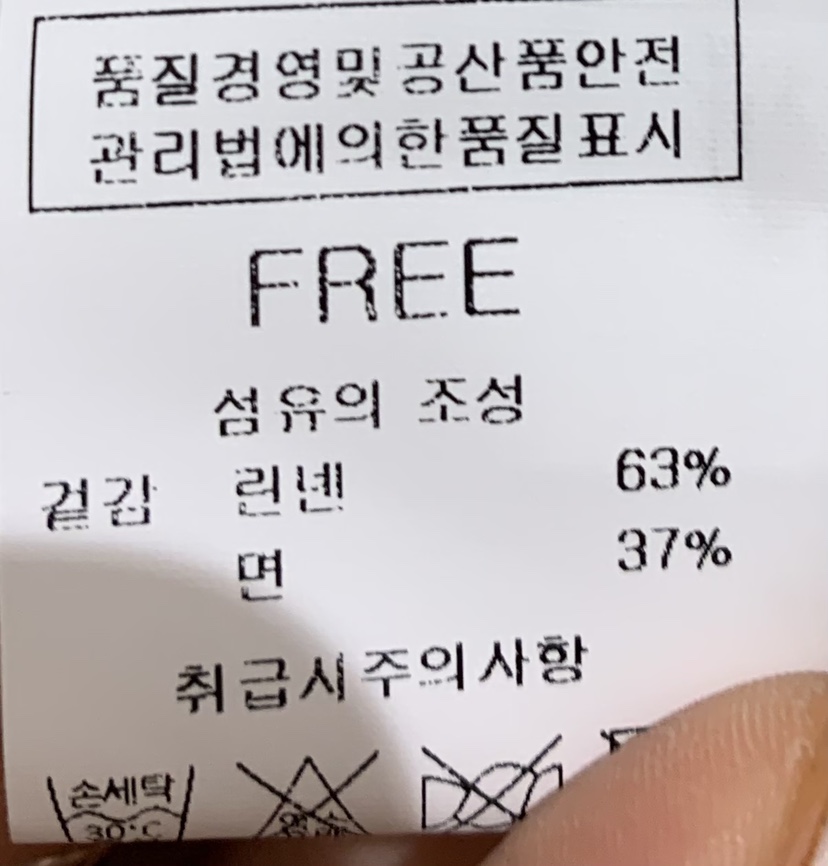 품질경영및공산품안전
관리법에의한품질표시
FREE
섬유의 조성
겉감 린넨 63%
면 37%
취급시주의사항
손세탁
30°C
염소